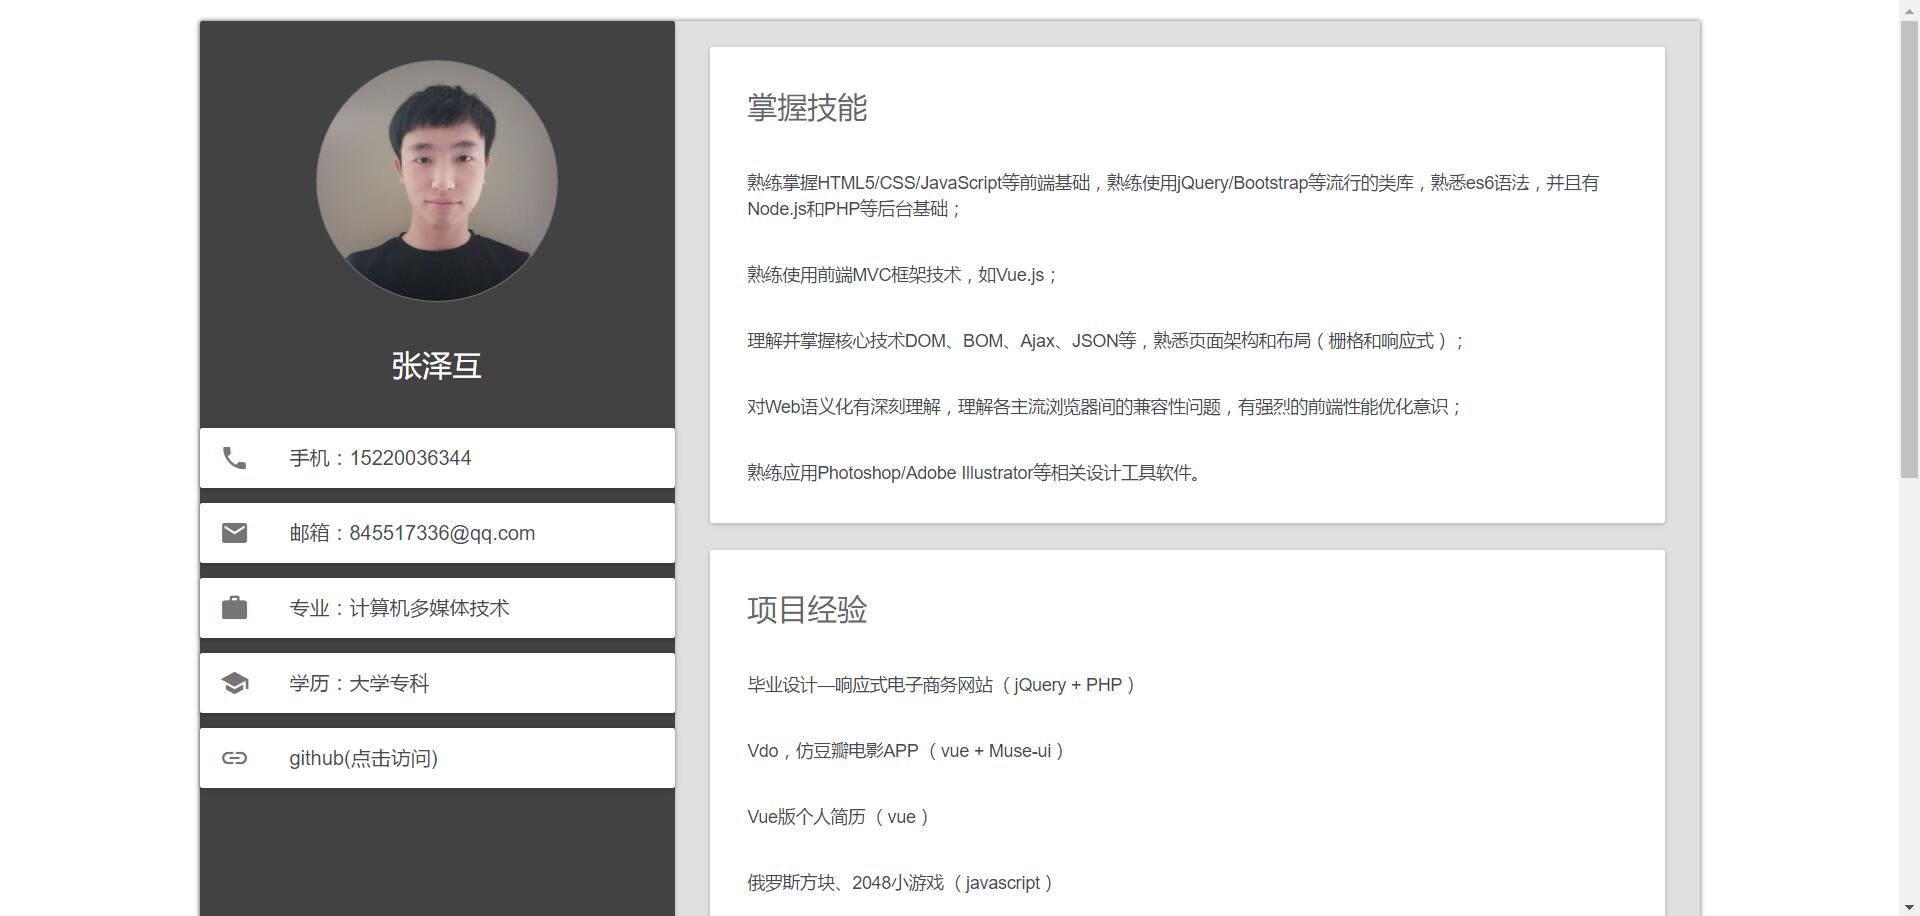 张泽互
手机：15220036344
邮箱：845517336@qq.com
专业：计算机多媒体技术
学历：大学专科
github(点击访问)
掌握技能
熟练掌握HTML5/CSS/JavaScript等前端基础，熟练使用jQuery/Bootstrap等流行的类库，熟悉es6语法，并且有
Node.js和PHP等后台基础；
熟练使用前端MVC框架技术，如Vue.js；
理解并掌握核心技术DOM、BOM、Ajax、JSON等，熟悉页面架构和布局（栅格和响应式）；
对Web语义化有深刻理解，理解各主流浏览器间的兼容性问题，有强烈的前端性能优化意识；
熟练应用Photoshop/Adobe Illustrator等相关设计工具软件。
项目经验
毕业设计—响应式电子商务网站（jQuery + PHP）
Vdo，仿豆瓣电影APP（vue + Muse-ui）
Vue版个人简历（vue）
俄罗斯方块、2048小游戏（javascript）